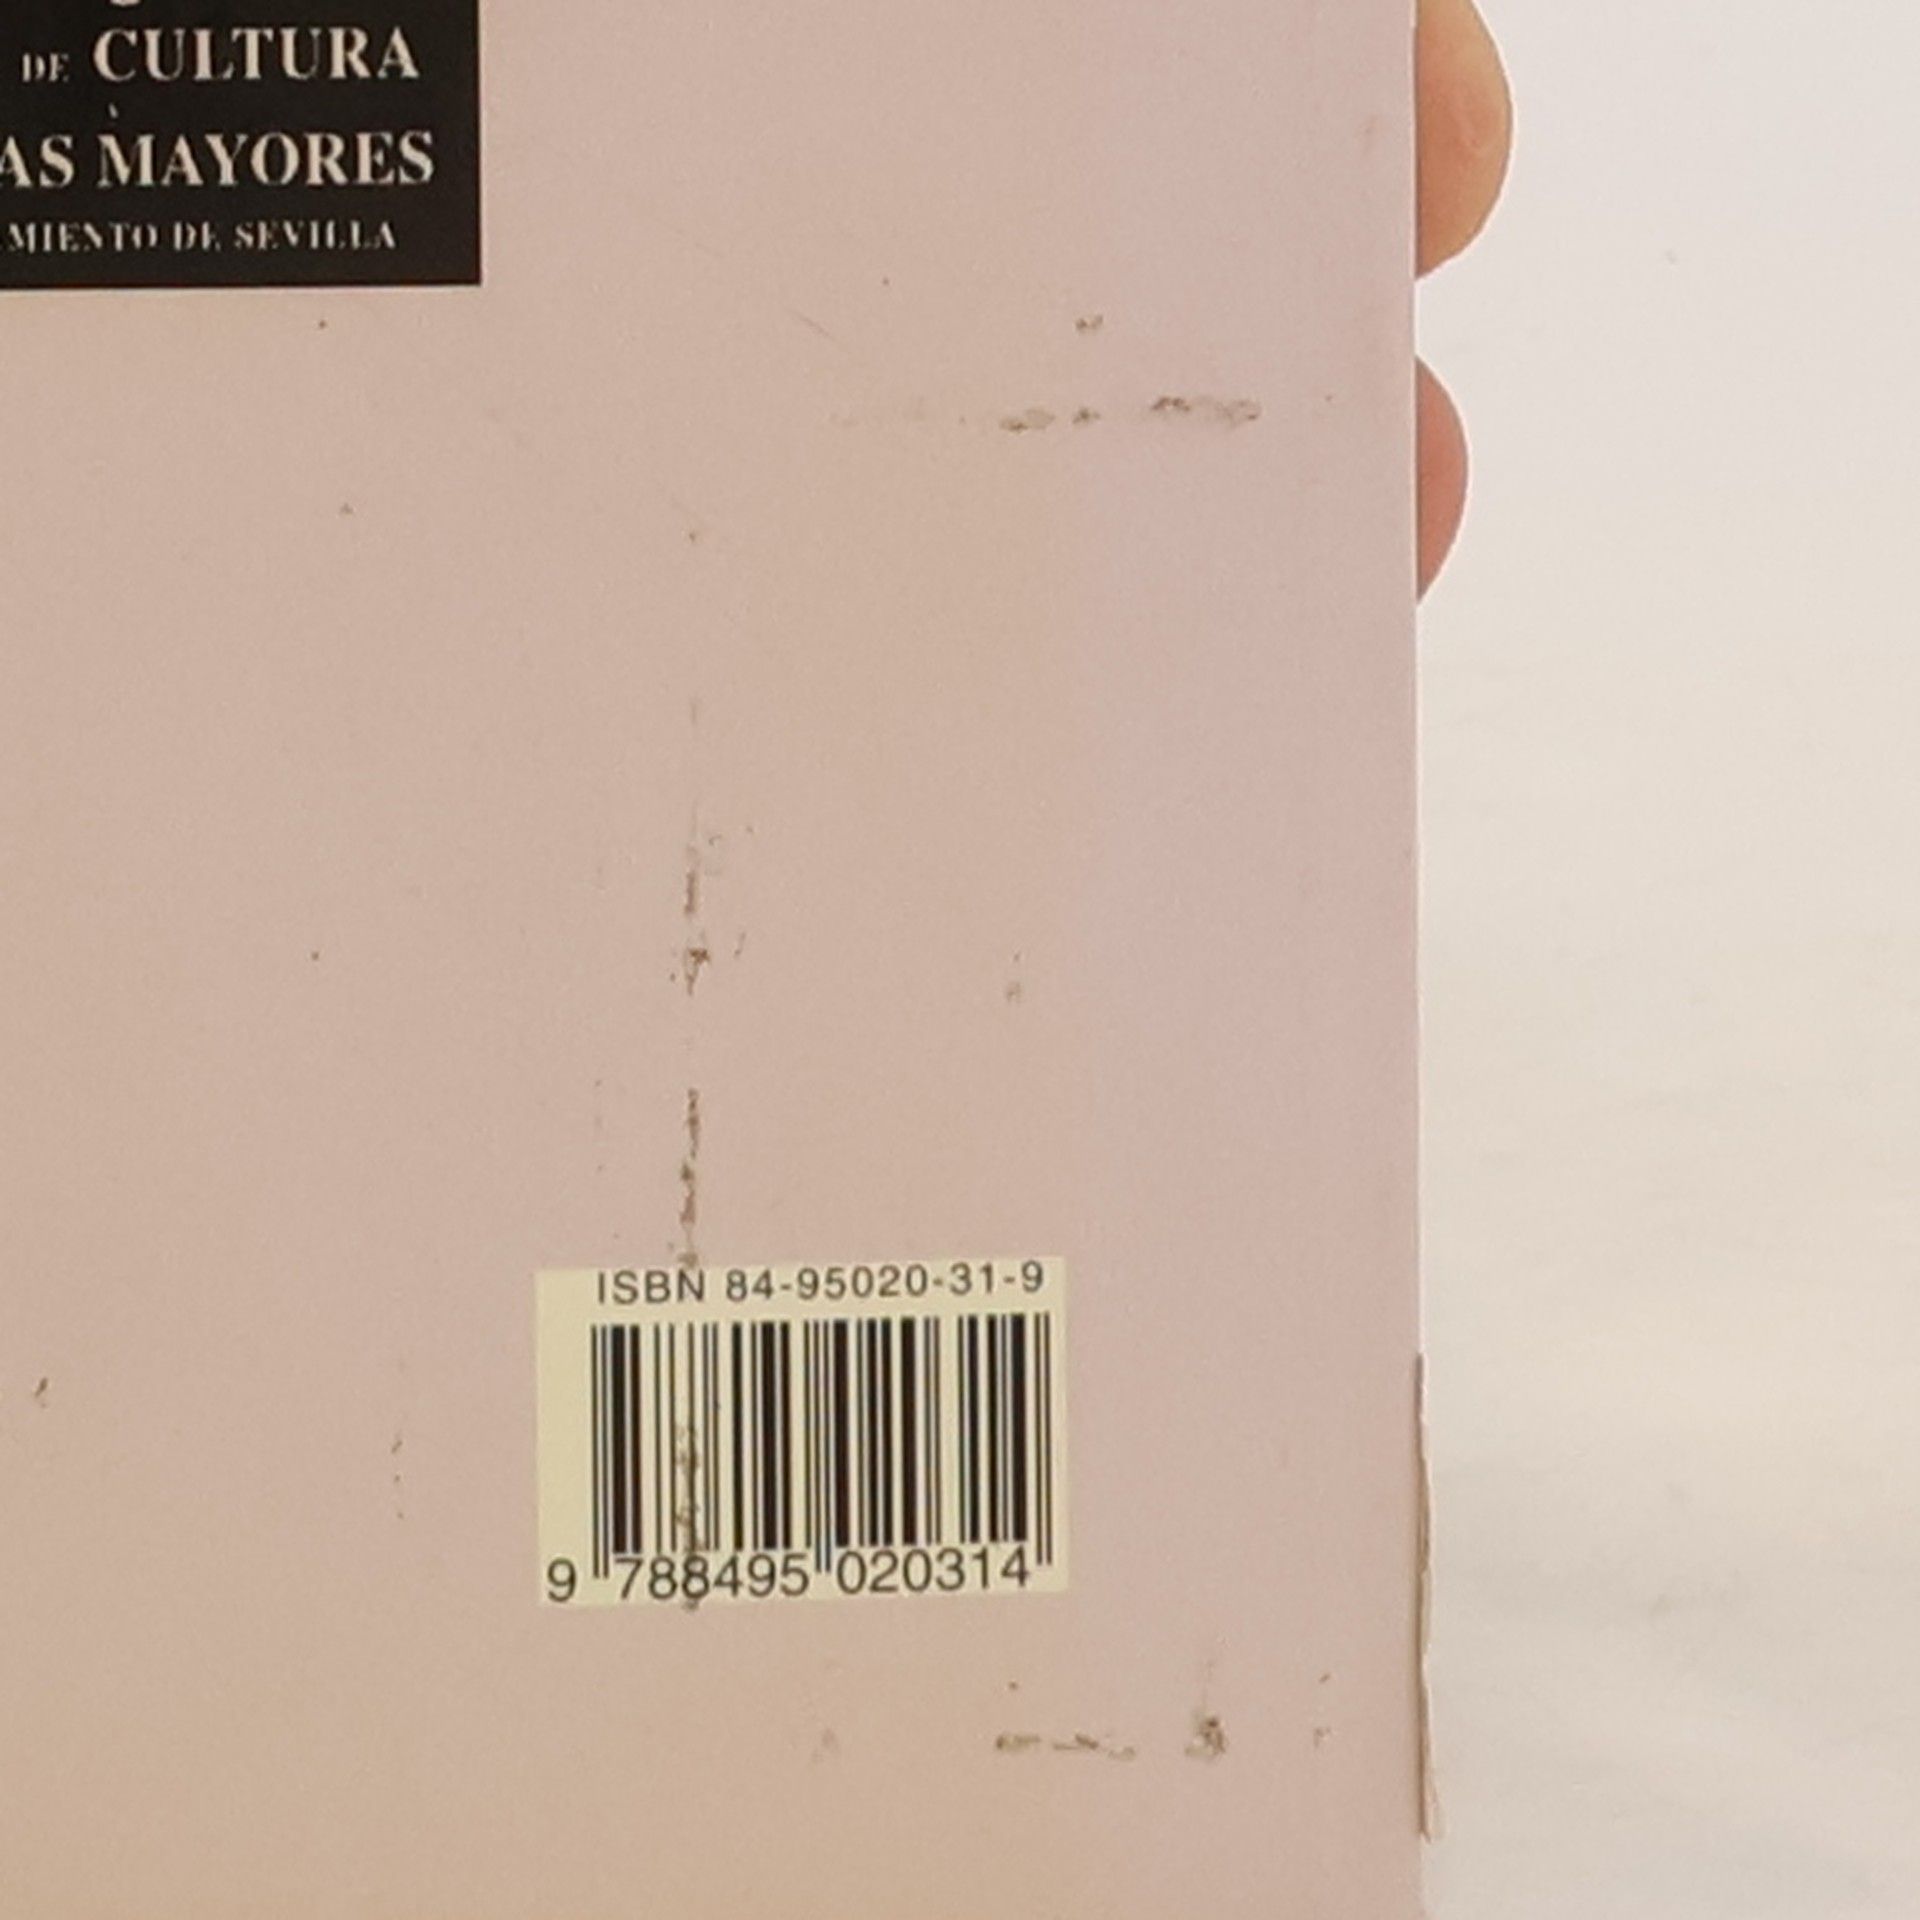 DE CULTURA
AS MAYORES
MIENTO DE SEVILLA
ISBN 84-95020-31-9
9 788495 020314